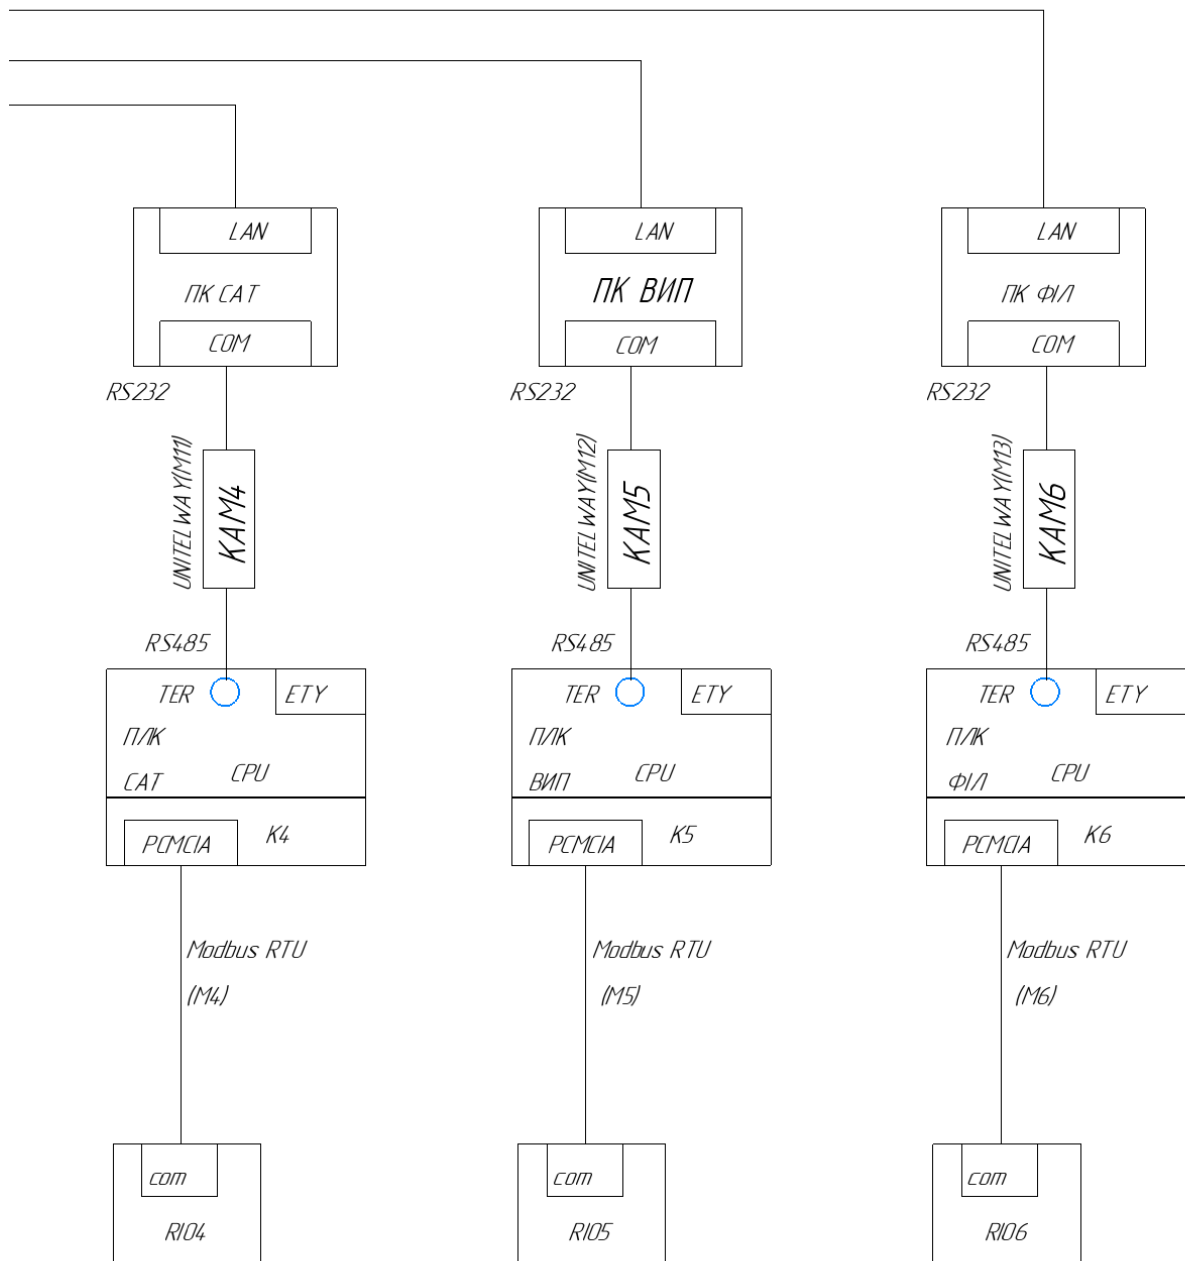 LAN
ПК САТ
COM
RS232
UNITELWAY(M11)
КАМ4
RS485
TER
ETY
ПЛК
САТ
CPU
PCMCIA
К4
Modbus RTU
(M4)
com
RIO4
LAN
ПК ВИП
COM
RS232
UNITELWAY(M12)
КАМ5
RS485
TER
ETY
ПЛК
ВИП
CPU
PCMCIA
К5
Modbus RTU
(M5)
com
RIO5
LAN
ПК ФІЛ
COM
RS232
UNITELWAY(M13)
КАМ6
RS485
TER
ETY
ПЛК
ФІЛ
CPU
PCMCIA
К6
Modbus RTU
(M6)
com
RIO6